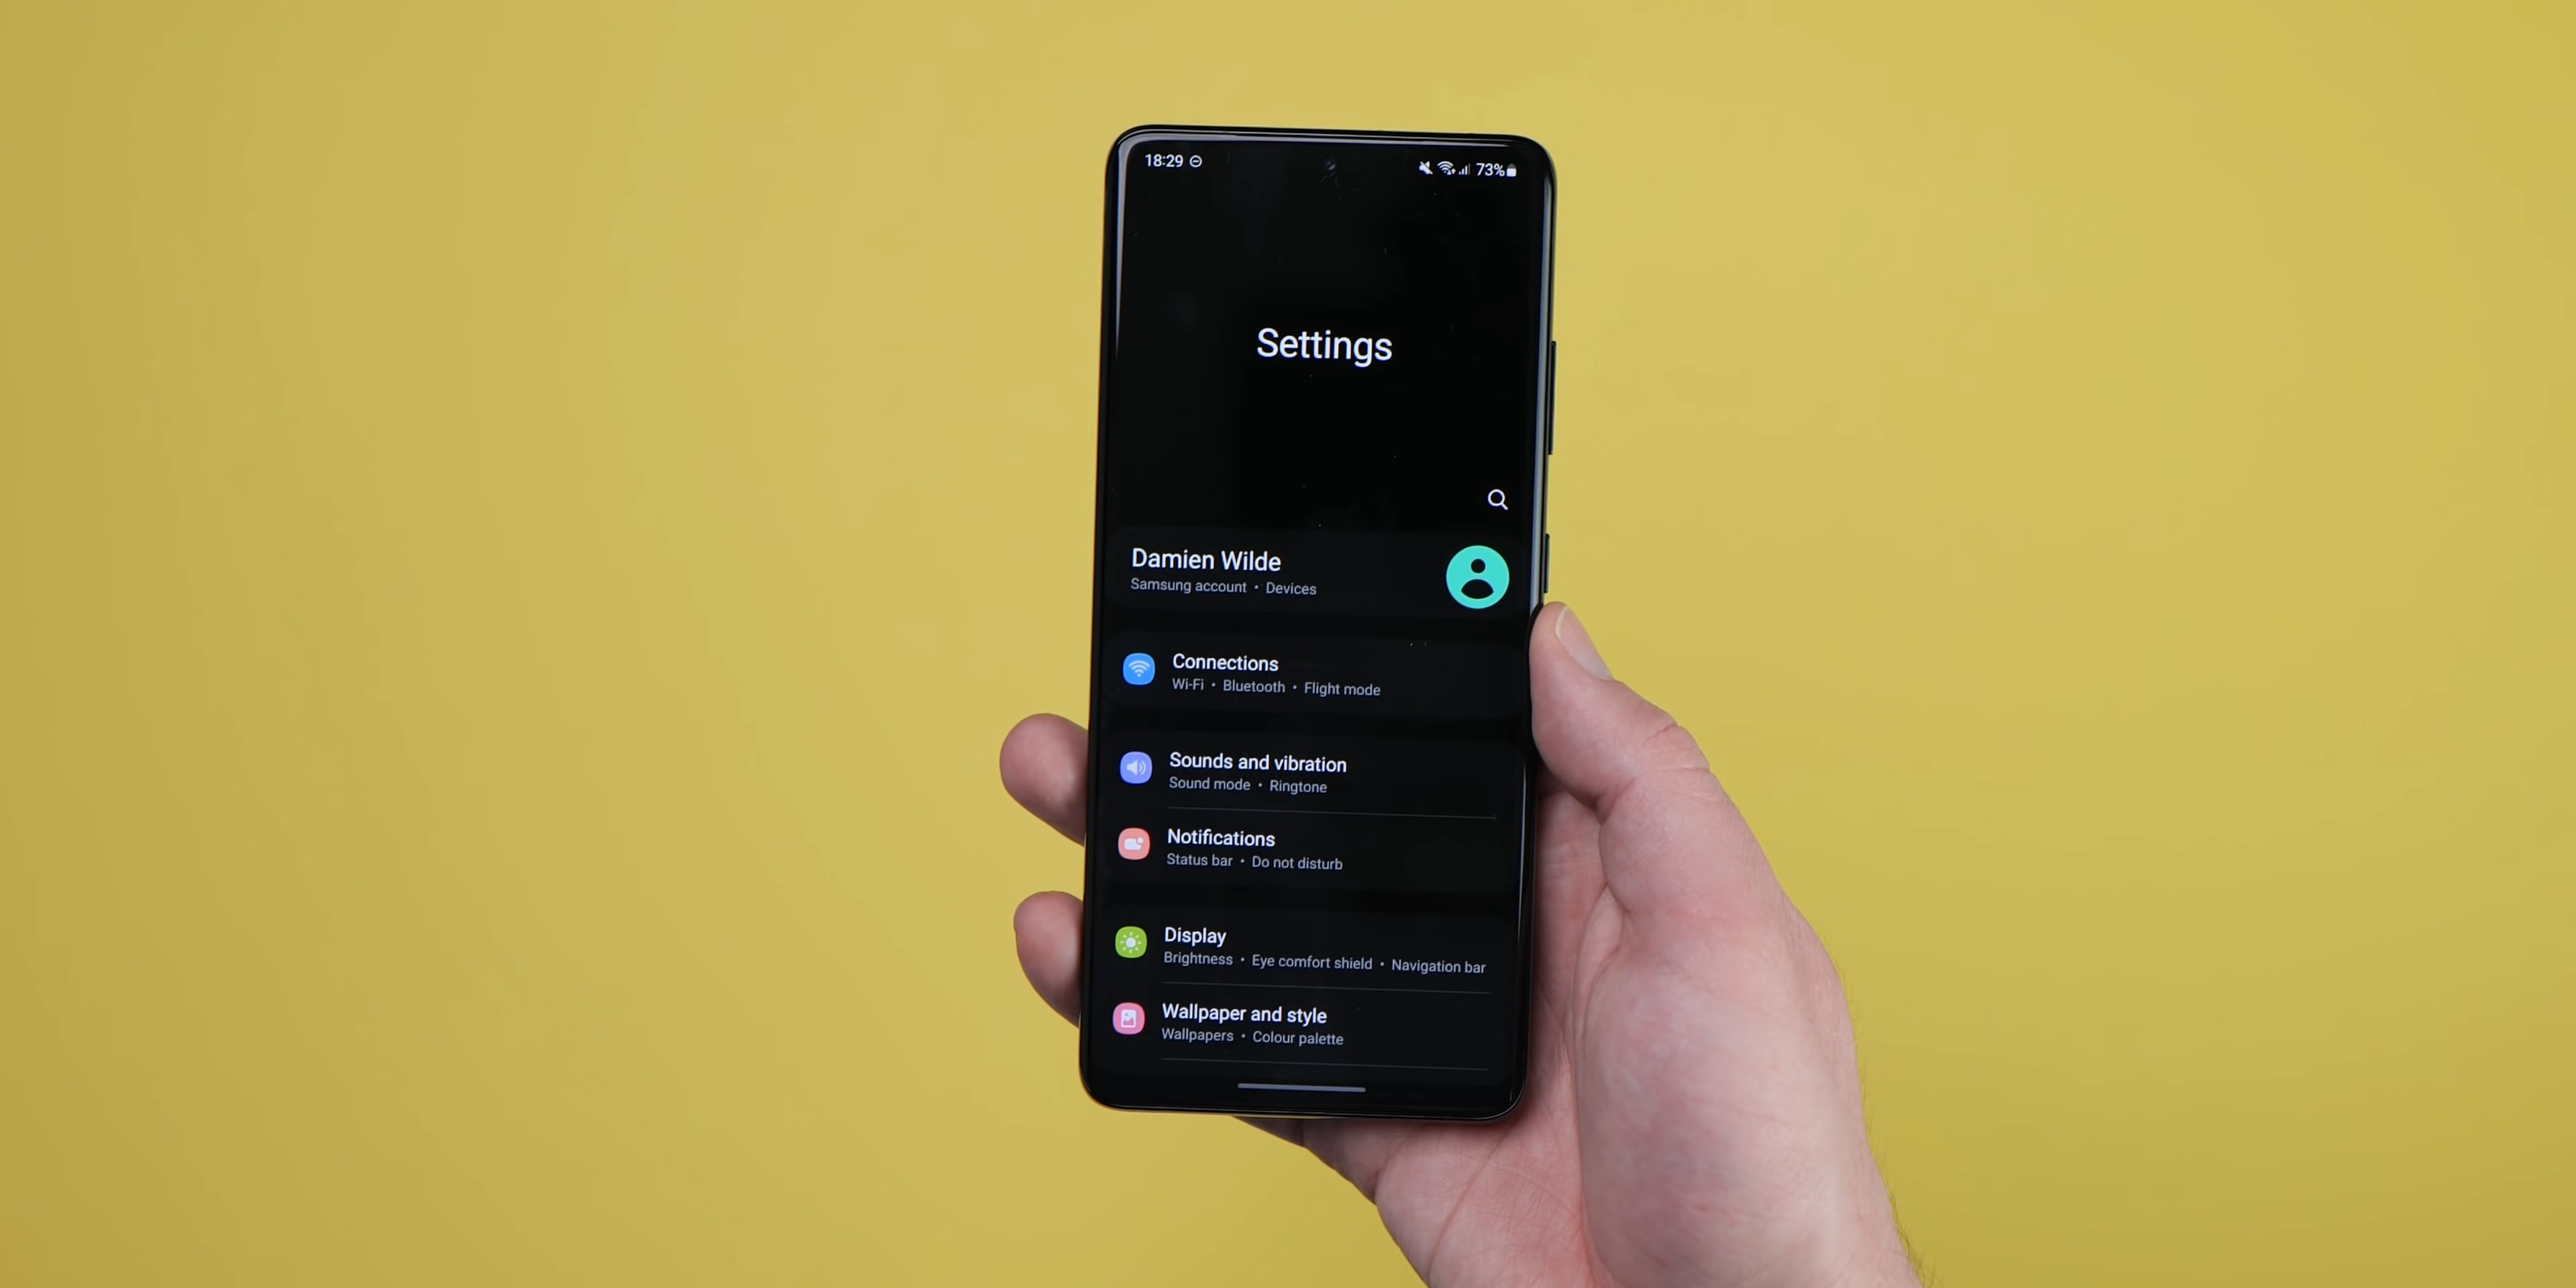 18:29
73%
Settings
Damien Wilde
Samsung account • Devices
Connections
Wi-Fi • Bluetooth • Flight mode
Sounds and vibration
Sound mode • Ringtone
Notifications
Status bar • Do not disturb
Display
Brightness • Eye comfort shield • Navigation bar
Wallpaper and style
Wallpapers • Colour palette